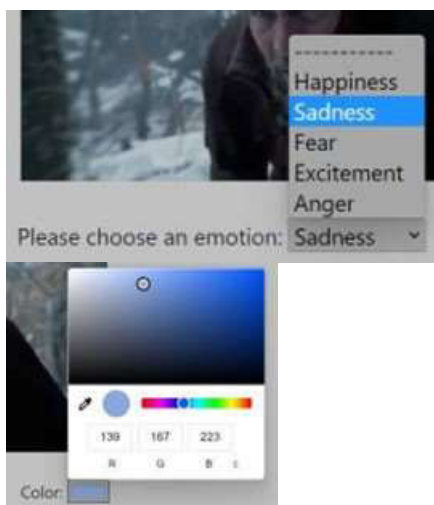 -----------
Happiness
Sadness
Fear
Excitement
Anger
Please choose an emotion: Sadness
139 167 223
R G B
Color: